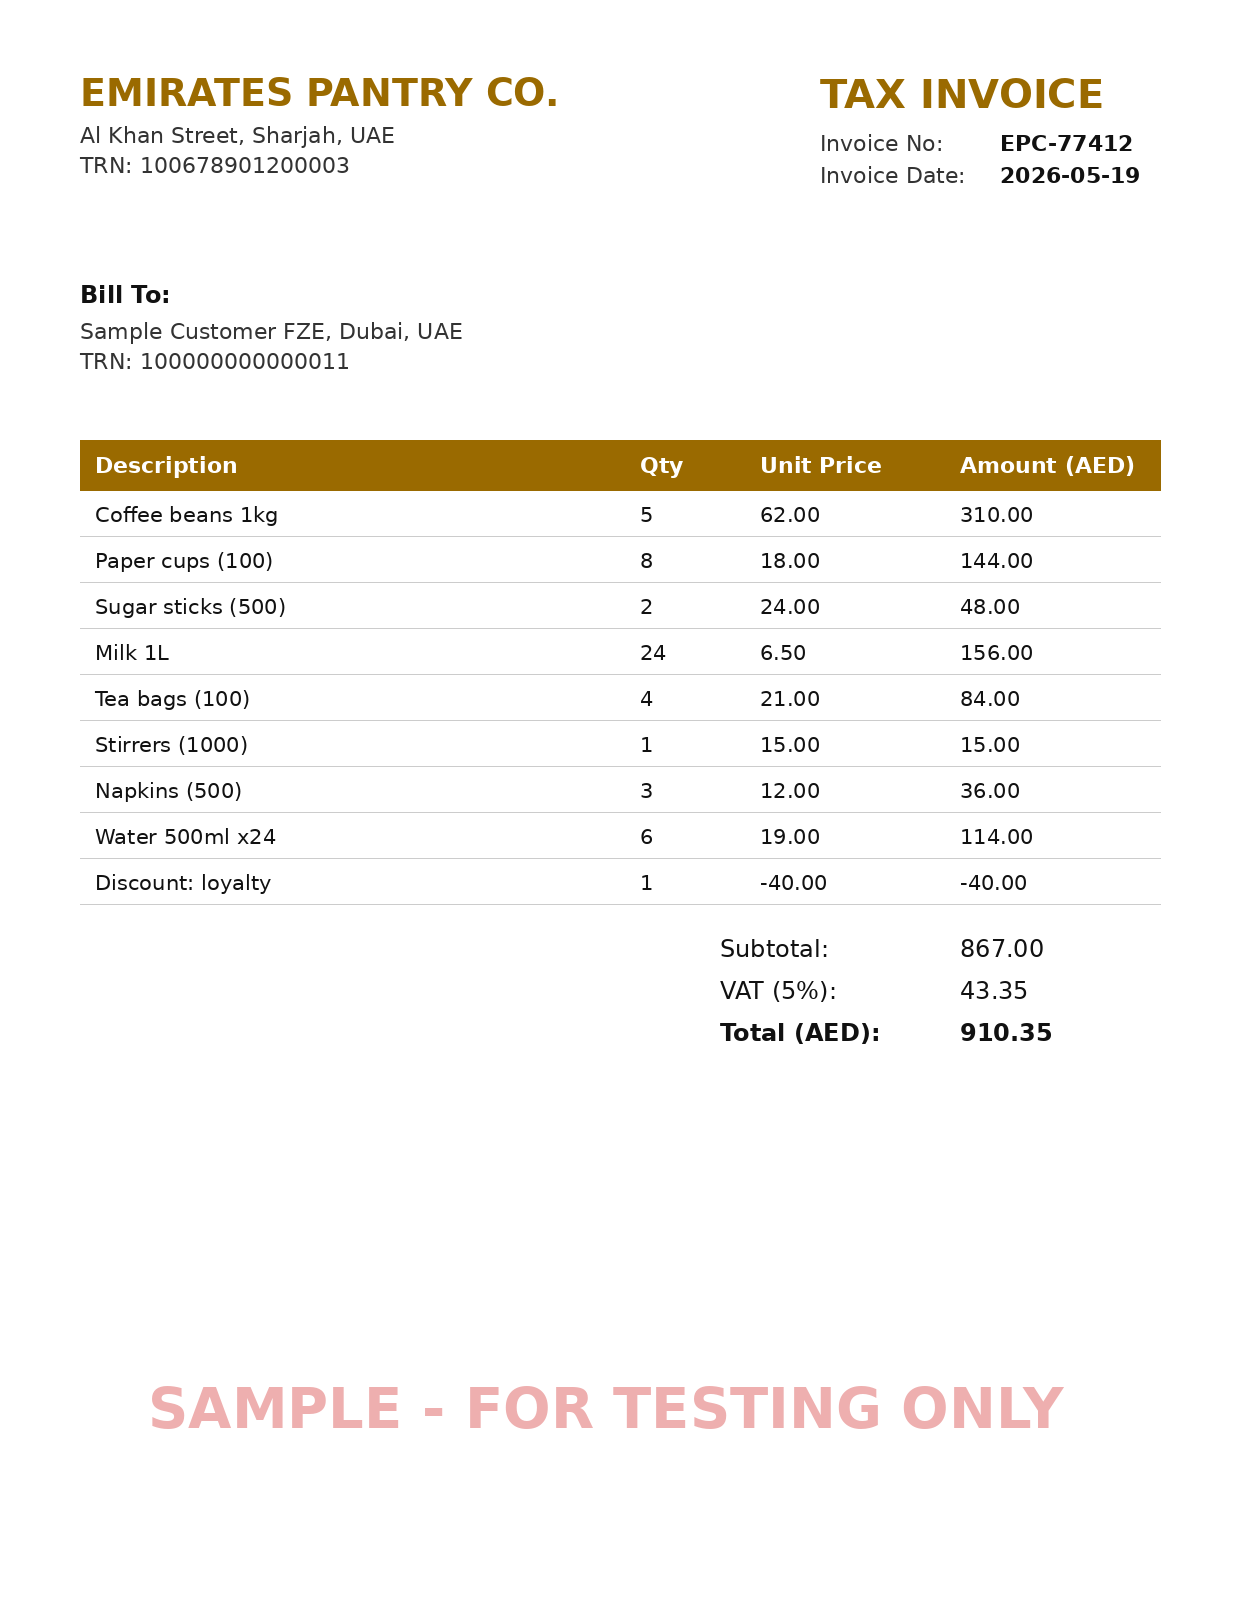 EMIRATES PANTRY CO.
Al Khan Street, Sharjah, UAE
TRN: 100678901200003
TAX INVOICE
Invoice No: EPC-77412
Invoice Date: 2026-05-19
Bill To:
Sample Customer FZE, Dubai, UAE
TRN: 100000000000011
Description Qty Unit Price Amount (AED)
Coffee beans 1kg 5 62.00 310.00
Paper cups (100) 8 18.00 144.00
Sugar sticks (500) 2 24.00 48.00
Milk 1L 24 6.50 156.00
Tea bags (100) 4 21.00 84.00
Stirrers (1000) 1 15.00 15.00
Napkins (500) 3 12.00 36.00
Water 500ml x24 6 19.00 114.00
Discount: loyalty 1 -40.00 -40.00
Subtotal: 867.00
VAT (5%): 43.35
Total (AED): 910.35
SAMPLE - FOR TESTING ONLY